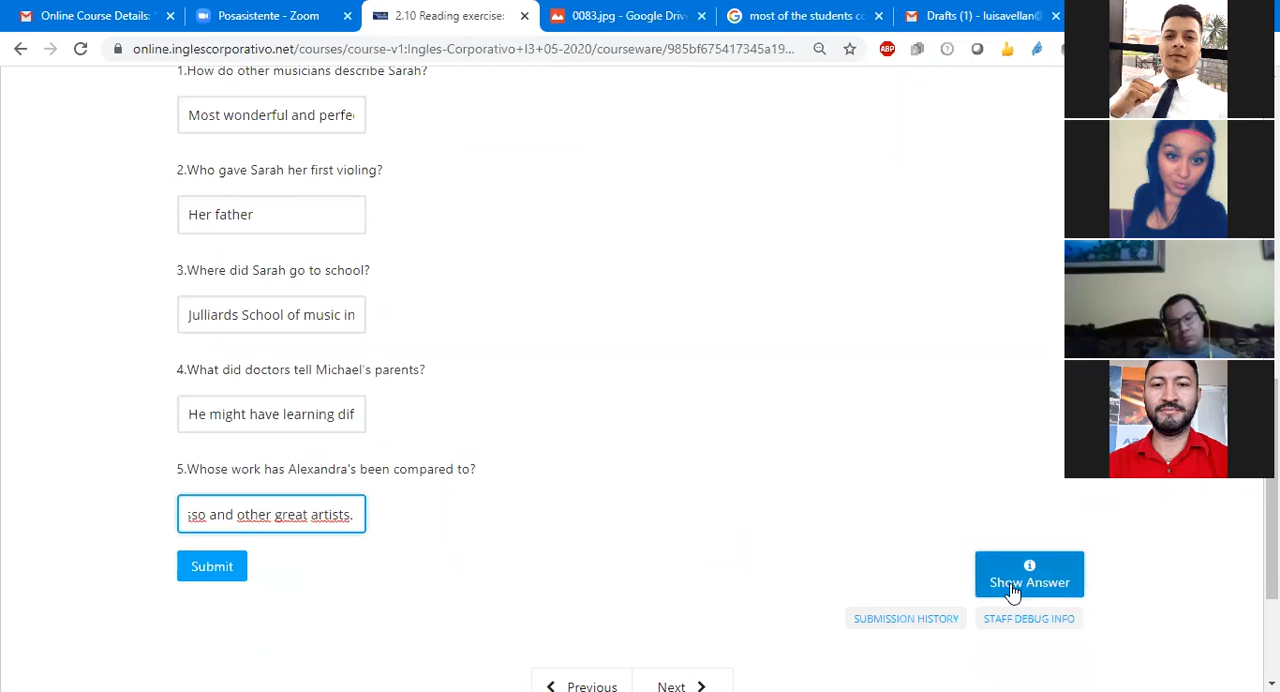 Online Course Details: "
Posasistente - Zoom
2.10 Reading exercise:
0083.jpg - Google Driv
most of the students c
Drafts (1) - luisavellan
online.inglescorporativo.net/courses/course-v1:Ingles-Corporativo+I3+05-2020/courseware/985bf675417345a19...
ABP
1.How do other musicians describe Sarah?
Most wonderful and perfe
2.Who gave Sarah her first violing?
Her father
3.Where did Sarah go to school?
Julliards School of music in
4.What did doctors tell Michael's parents?
He might have learning dif
5.Whose work has Alexandra's been compared to?
sso and other great artists.
Submit
Show Answer
SUBMISSION HISTORY
STAFF DEBUG INFO
Previous
Next